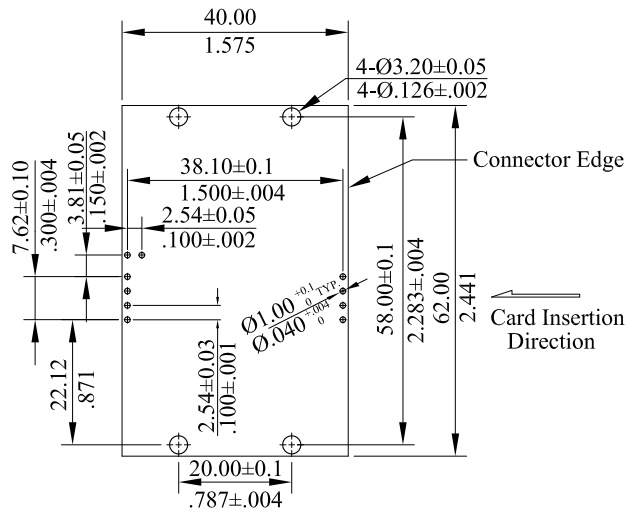 40.00
1.575
4-Ø3.20±0.05
4-Ø.126±.002
Connector Edge
38.10±0.1
1.500±.004
7.62±0.10
.300±.004
3.81±0.05
.150±.002
2.54±0.05
.100±.002
Ø1.00 +0.1 0 TYP.
Ø.040 +.004 0
58.00±0.1
2.283±.004
62.00
2.441
Card Insertion
Direction
22.12
.871
2.54±0.03
.100±.001
20.00±0.1
.787±.004